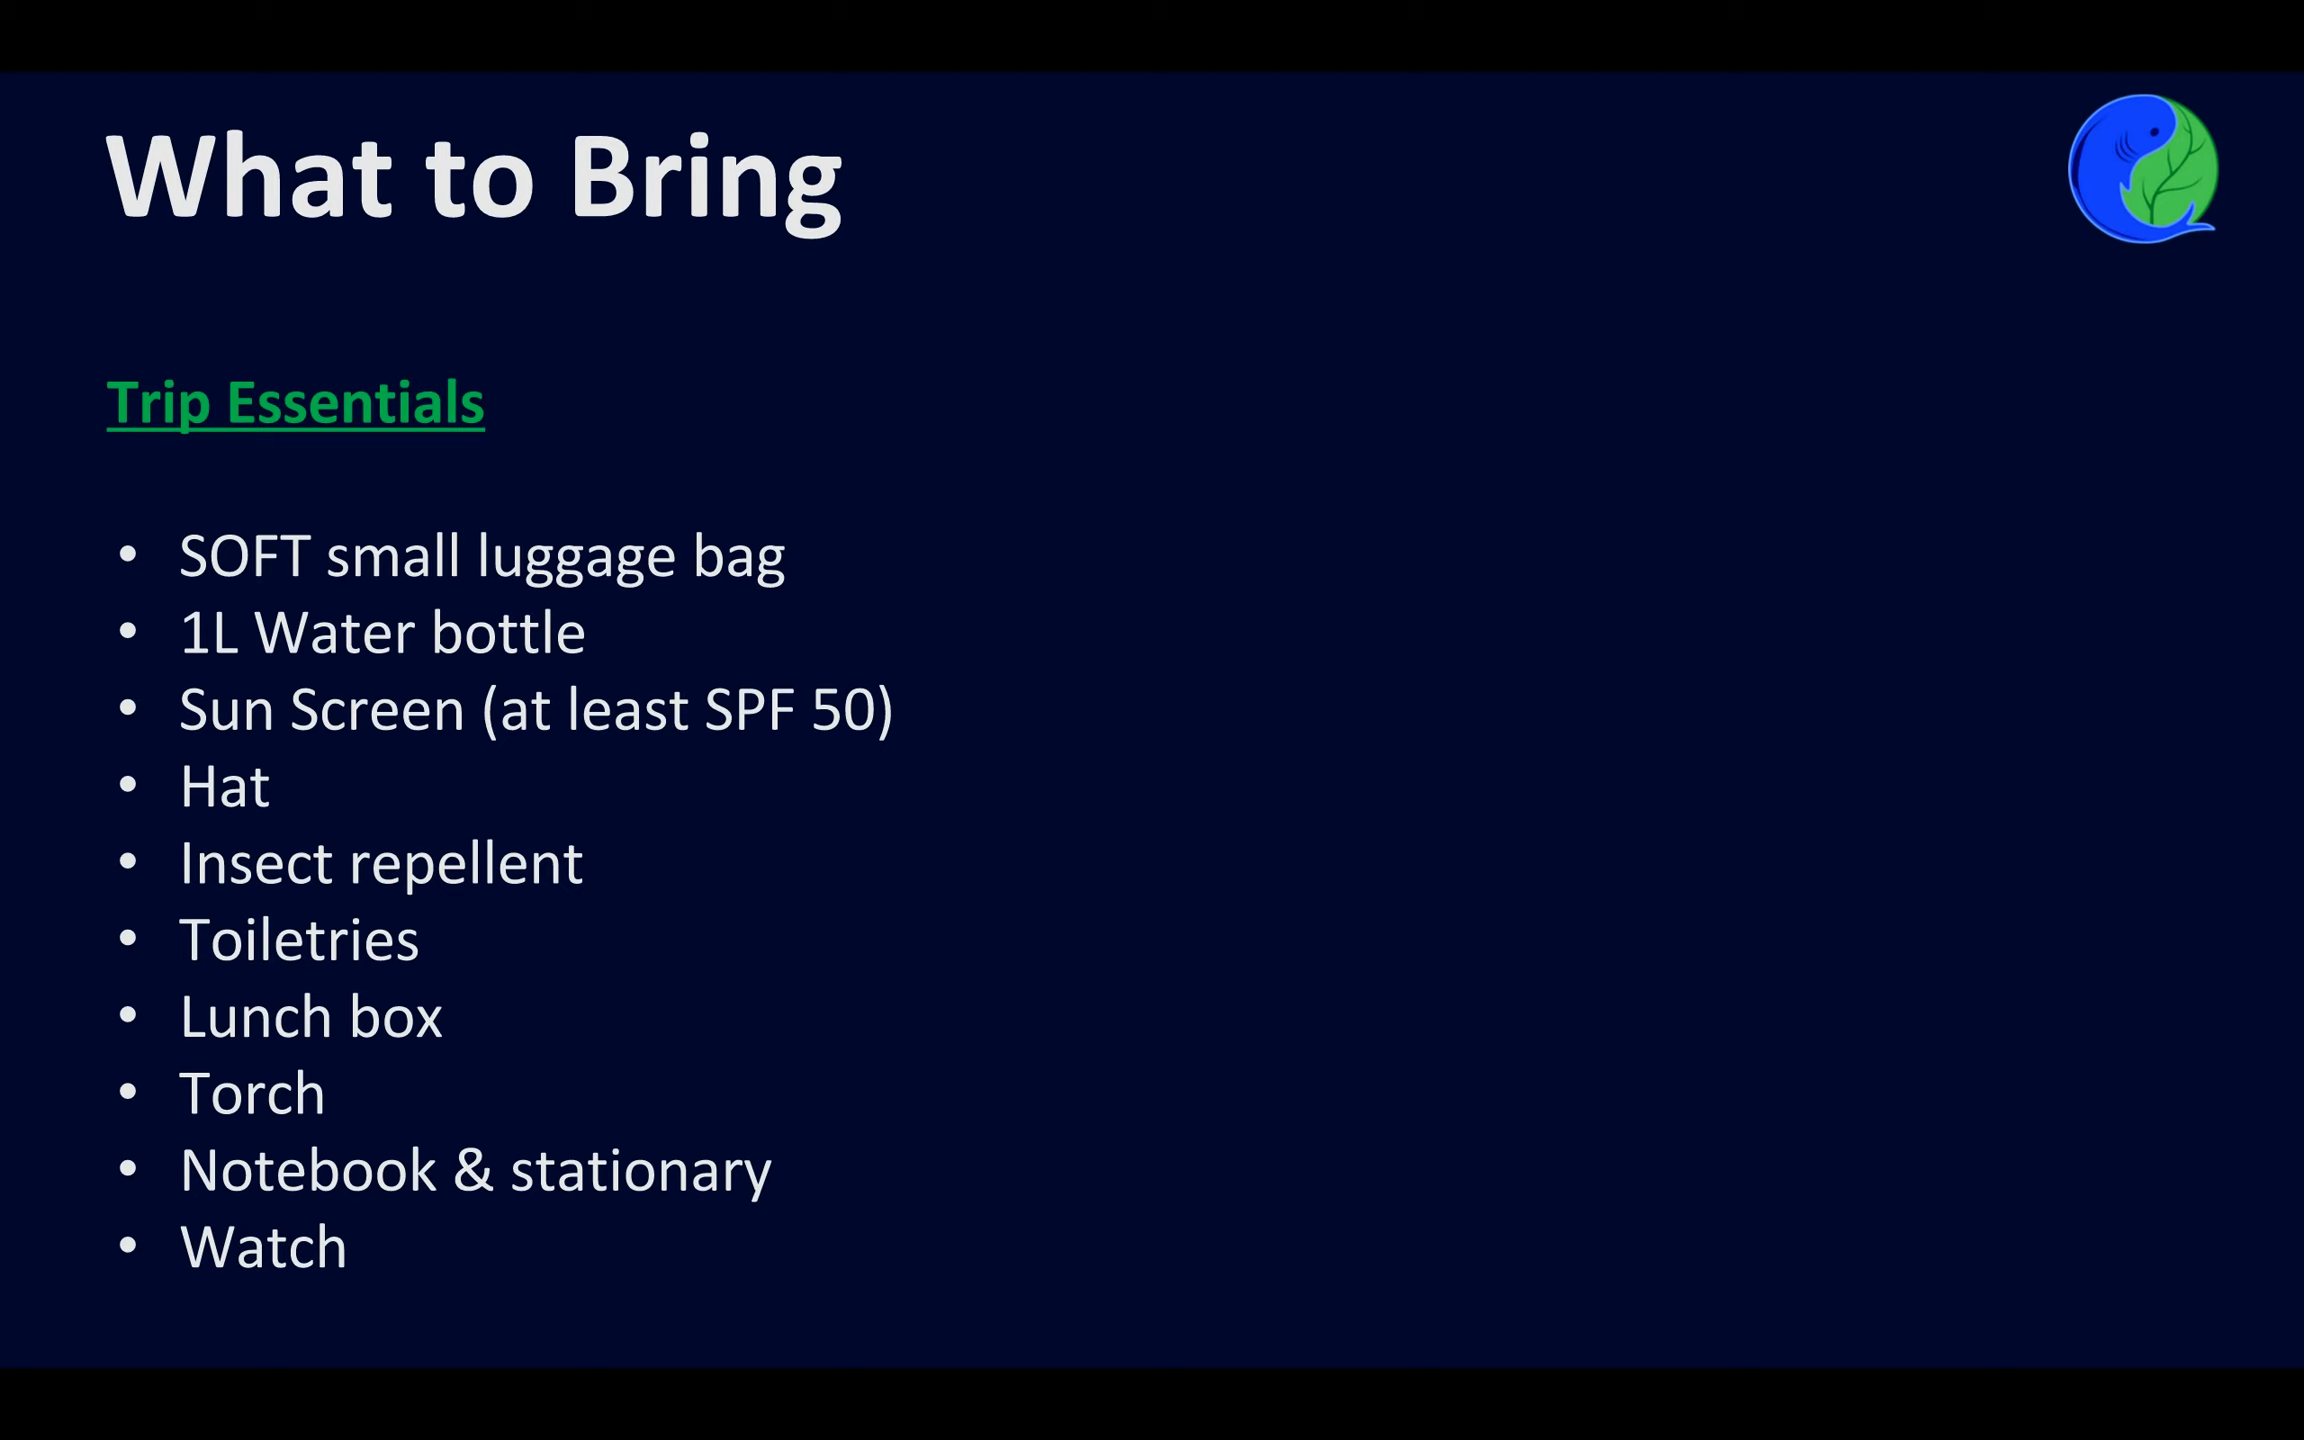 What to Bring
Trip Essentials
• SOFT small luggage bag
• 1L Water bottle
• Sun Screen (at least SPF 50)
• Hat
• Insect repellent
• Toiletries
• Lunch box
• Torch
• Notebook & stationary
• Watch